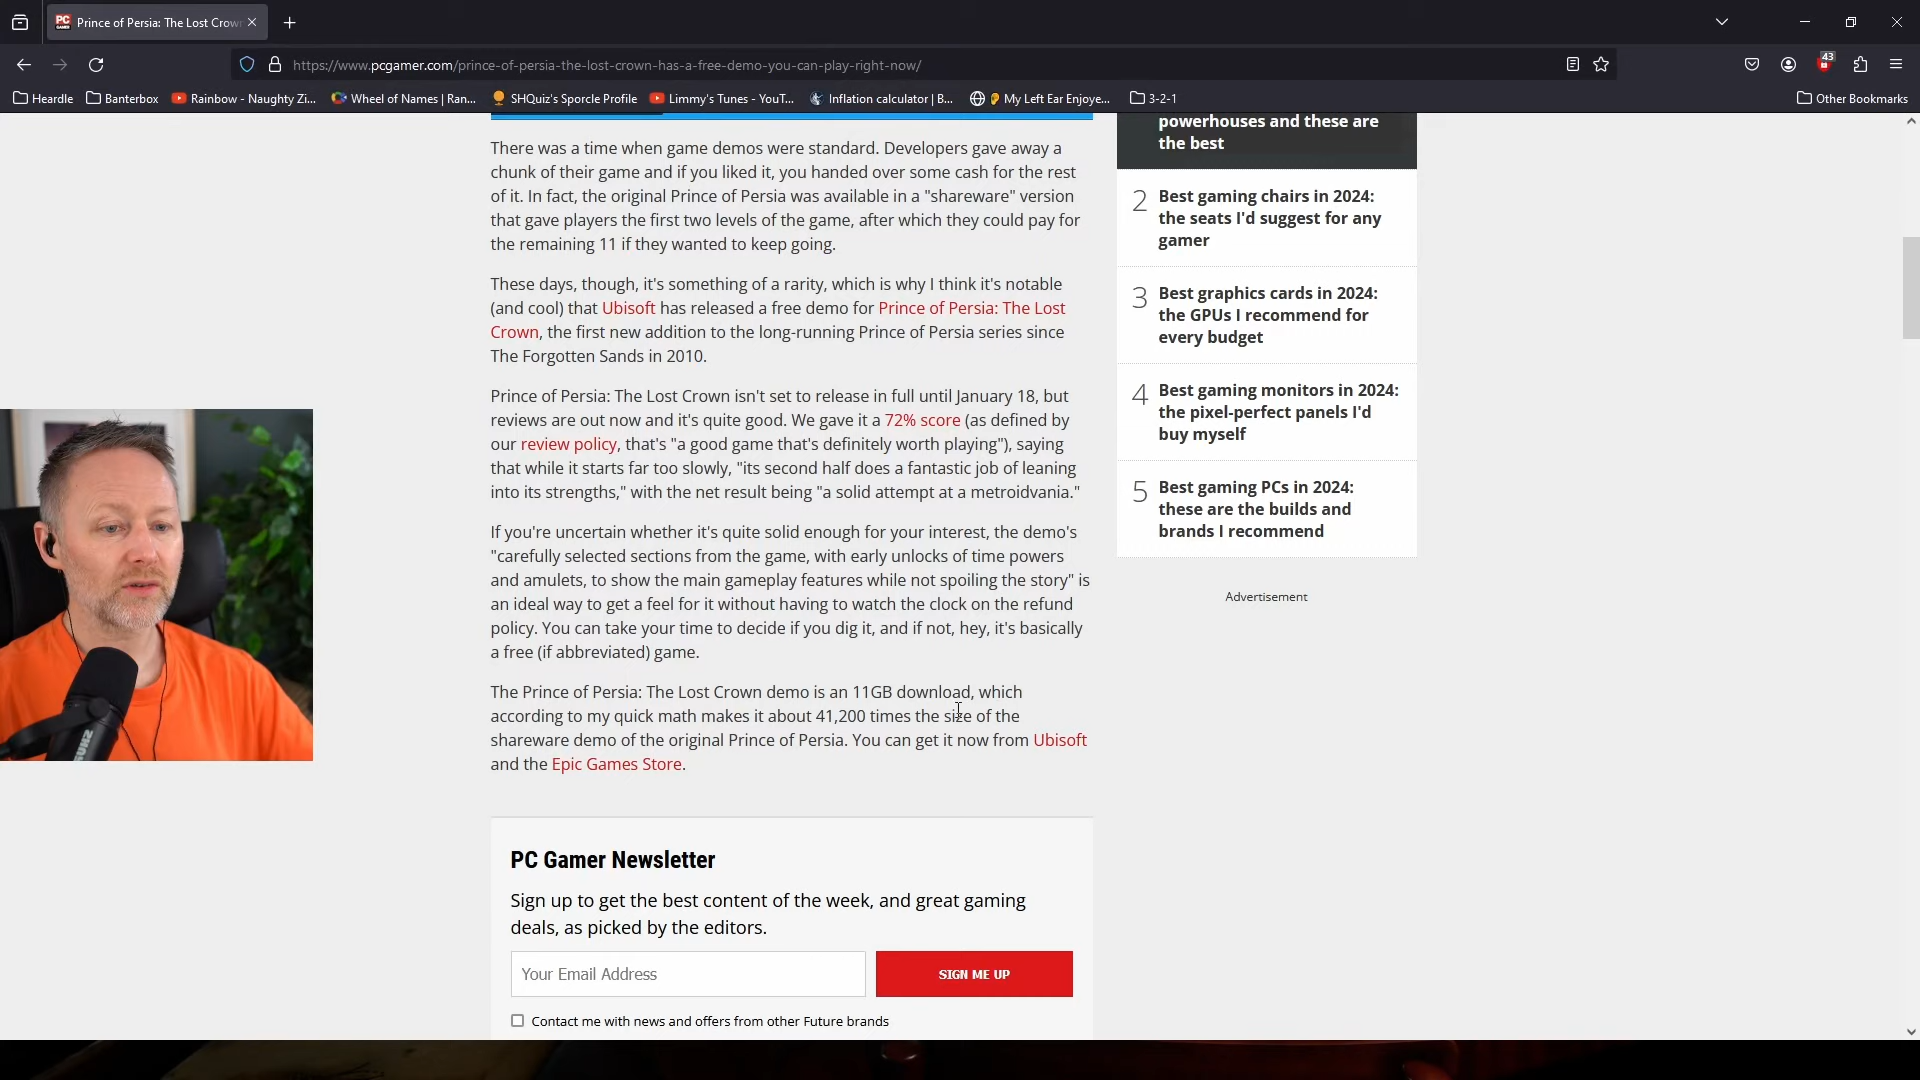 Prince of Persia: The Lost Crow
https://www.pcgamer.com/prince-of-persia-the-lost-crown-has-a-free-demo-you-can-play-right-now/
43
Heardle
Banterbox
Rainbow - Naughty Zi...
Wheel of Names | Ran...
SHQuiz's Sporcle Profile
Limmy's Tunes - YouT...
Inflation calculator | B...
My Left Ear Enjoye...
3-2-1
Other Bookmarks
There was a time when game demos were standard. Developers gave away a
chunk of their game and if you liked it, you handed over some cash for the rest
of it. In fact, the original Prince of Persia was available in a "shareware" version
that gave players the first two levels of the game, after which they could pay for
the remaining 11 if they wanted to keep going.
These days, though, it's something of a rarity, which is why I think it's notable
(and cool) that Ubisoft has released a free demo for Prince of Persia: The Lost
Crown, the first new addition to the long-running Prince of Persia series since
The Forgotten Sands in 2010.
Prince of Persia: The Lost Crown isn't set to release in full until January 18, but
reviews are out now and it's quite good. We gave it a 72% score (as defined by
our review policy, that's "a good game that's definitely worth playing"), saying
that while it starts far too slowly, "its second half does a fantastic job of leaning
into its strengths," with the net result being "a solid attempt at a metroidvania."
If you're uncertain whether it's quite solid enough for your interest, the demo's
"carefully selected sections from the game, with early unlocks of time powers
and amulets, to show the main gameplay features while not spoiling the story" is
an ideal way to get a feel for it without having to watch the clock on the refund
policy. You can take your time to decide if you dig it, and if not, hey, it's basically
a free (if abbreviated) game.
The Prince of Persia: The Lost Crown demo is an 11GB download, which
according to my quick math makes it about 41,200 times the size of the
shareware demo of the original Prince of Persia. You can get it now from Ubisoft
and the Epic Games Store.
PC Gamer Newsletter
Sign up to get the best content of the week, and great gaming
deals, as picked by the editors.
Your Email Address
SIGN ME UP
Contact me with news and offers from other Future brands
powerhouses and these are
the best
2 Best gaming chairs in 2024:
the seats I'd suggest for any
gamer
3 Best graphics cards in 2024:
the GPUs I recommend for
every budget
4 Best gaming monitors in 2024:
the pixel-perfect panels I'd
buy myself
5 Best gaming PCs in 2024:
these are the builds and
brands I recommend
Advertisement